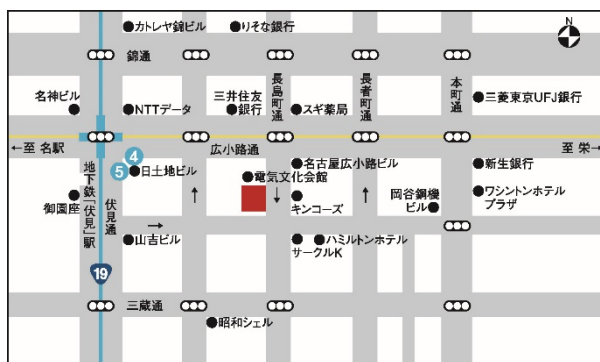 カトレヤ錦ビル
りそな銀行
N
錦通
名神ビル
NTTデータ
三井住友
銀行
長島町通
スギ薬局
長者町通
本町通
三菱東京UFJ銀行
←至 名駅
広小路通
至 栄→
4
5
日土地ビル
名古屋広小路ビル
新生銀行
電気文化会館
地下鉄「伏見」駅
伏見通
御園座
キンコーズ
岡谷鋼機
ビル
ワシントンホテル
プラザ
山吉ビル
サークルK
ハミルトンホテル
19
三蔵通
昭和シェル